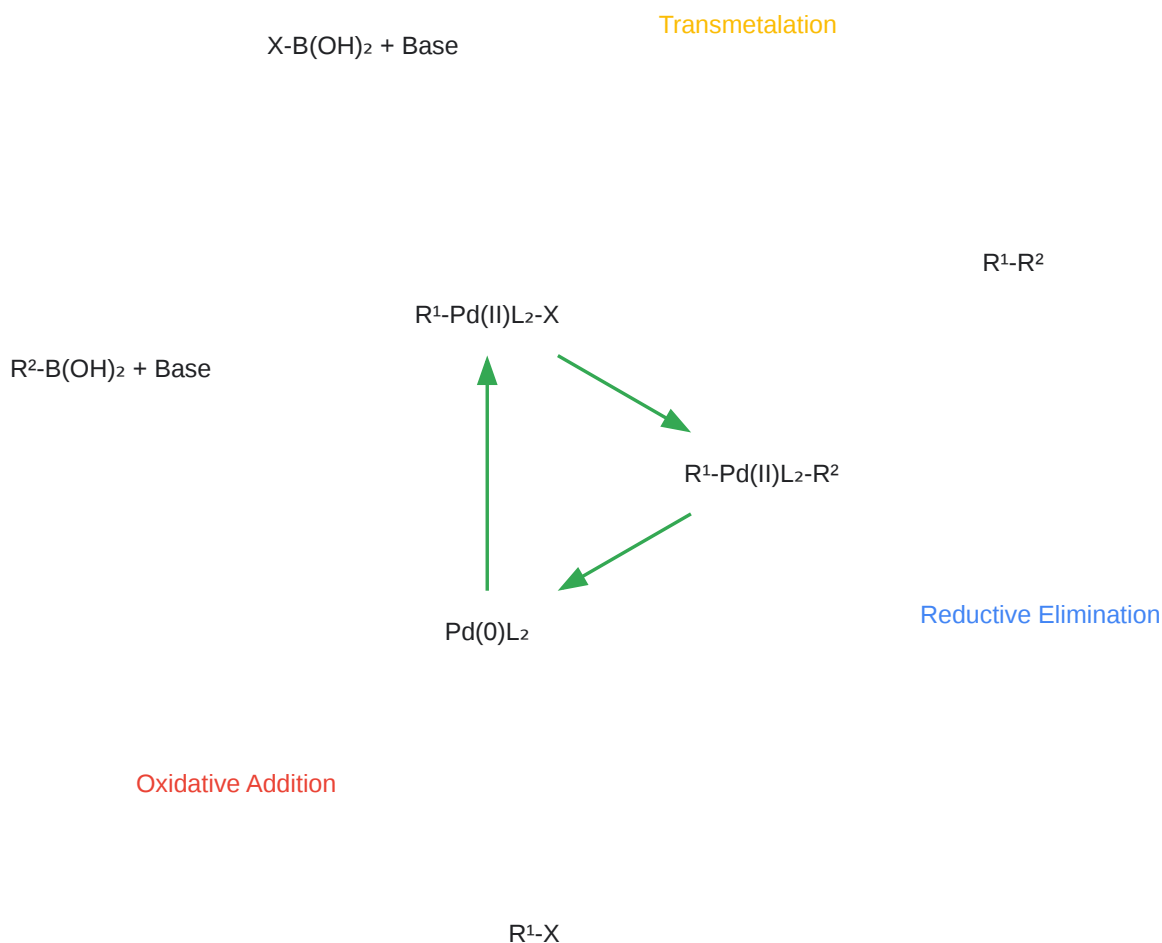 Transmetalation
X-B(OH)₂ + Base
R¹-R²
R¹-Pd(II)L₂-X
R²-B(OH)₂ + Base
R¹-Pd(II)L₂-R²
Reductive Elimination
Pd(0)L₂
Oxidative Addition
R¹-X